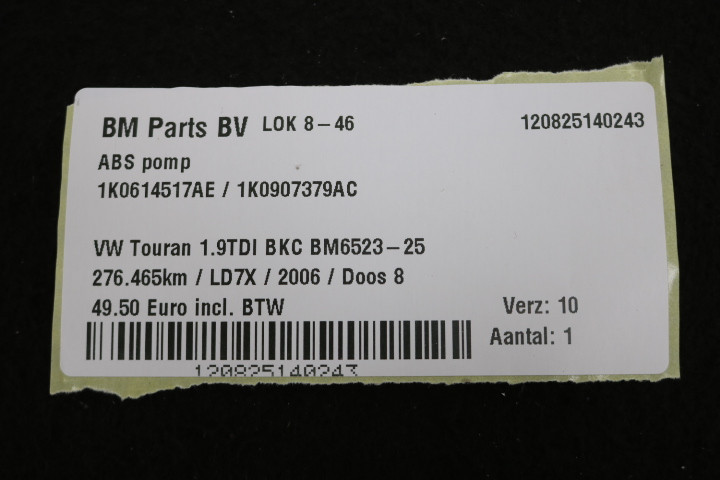 BM Parts BV LOK 8-46 120825140243
ABS pomp
1K0614517AE / 1K0907379AC
VW Touran 1.9TDI BKC BM6523-25
276.465km / LD7X / 2006 / Doos 8
49.50 Euro incl. BTW Verz: 10
Aantal: 1
120825140243